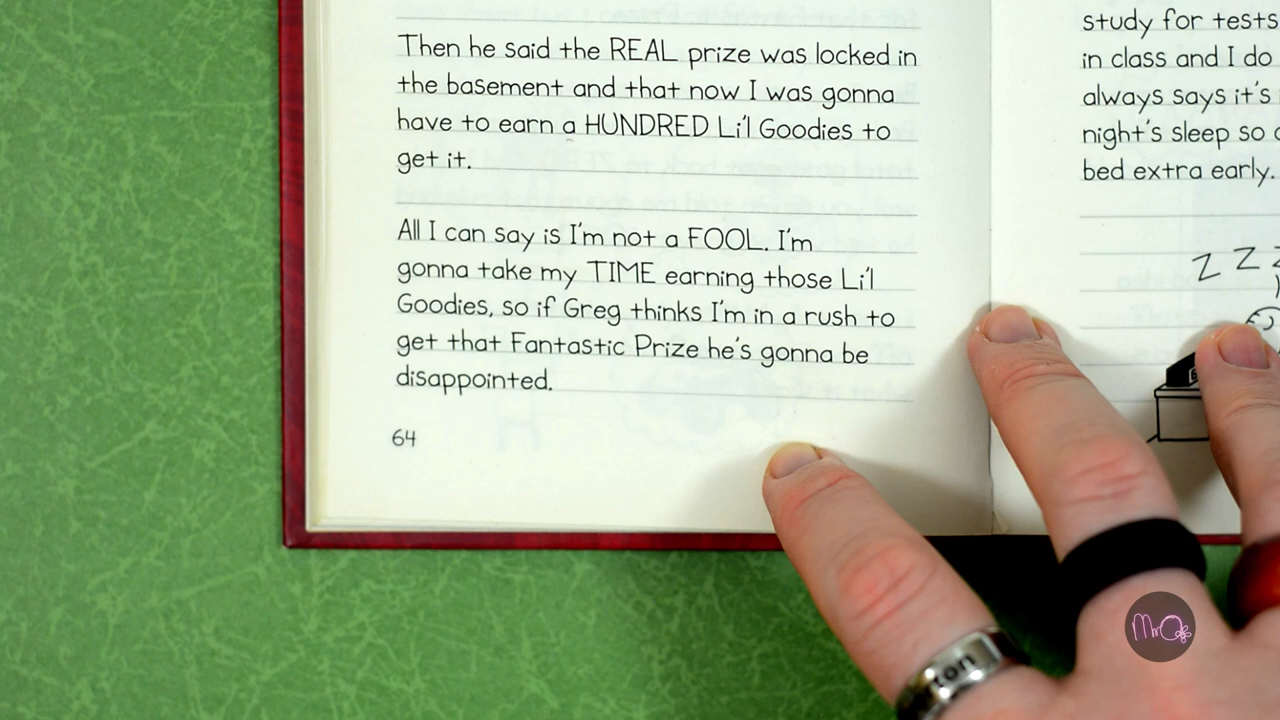 Then he said the REAL prize was locked in
the basement and that now I was gonna
have to earn a HUNDRED Li'l Goodies to
get it.
All I can say is I'm not a FOOL. I'm
gonna take my TIME earning those Li'l
Goodies, so if Greg thinks I'm in a rush to
get that Fantastic Prize he's gonna be
disappointed.
64
study for tests
in class and I do
always says it's
night's sleep so
bed extra early.
Z Z Z
ton
MrQ